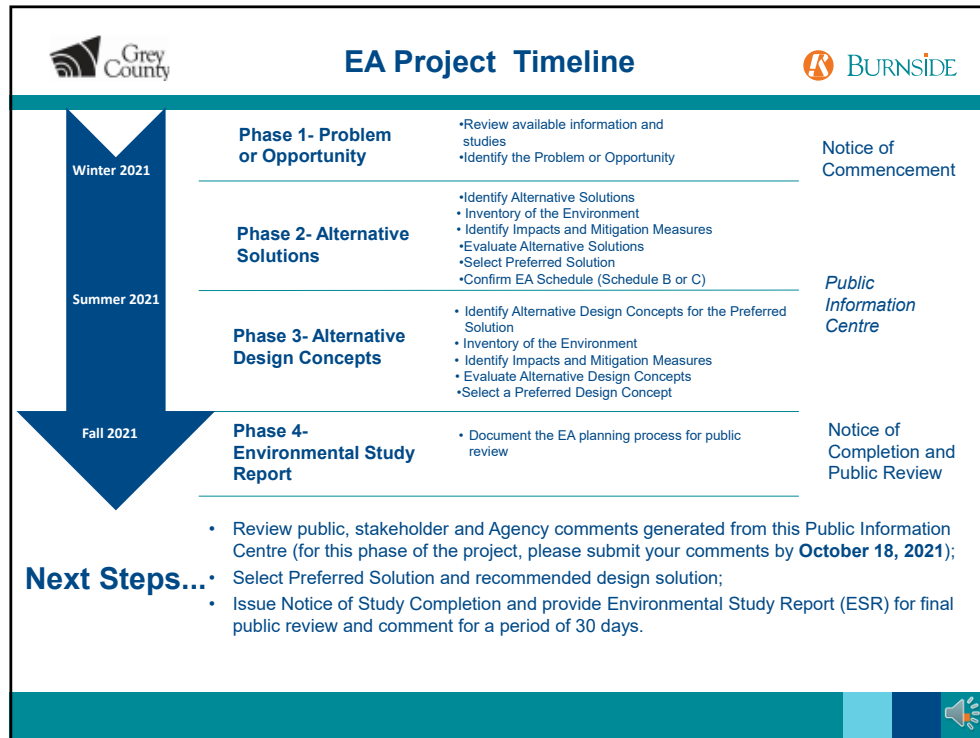 Grey
County
EA Project  Timeline
BURNSIDE
Winter 2021
Phase 1- Problem
or Opportunity
•Review available information and
studies
•Identify the Problem or Opportunity
Notice of
Commencement
Phase 2- Alternative
Solutions
•Identify Alternative Solutions
• Inventory of the Environment
• Identify Impacts and Mitigation Measures
•Evaluate Alternative Solutions
•Select Preferred Solution
•Confirm EA Schedule (Schedule B or C)
Public
Information
Centre
Summer 2021
Phase 3- Alternative
Design Concepts
• Identify Alternative Design Concepts for the Preferred
Solution
• Inventory of the Environment
• Identify Impacts and Mitigation Measures
• Evaluate Alternative Design Concepts
•Select a Preferred Design Concept
Fall 2021
Phase 4-
Environmental Study
Report
• Document the EA planning process for public
review
Notice of
Completion and
Public Review
Next Steps...
• Review public, stakeholder and Agency comments generated from this Public Information
Centre (for this phase of the project, please submit your comments by October 18, 2021);
• Select Preferred Solution and recommended design solution;
• Issue Notice of Study Completion and provide Environmental Study Report (ESR) for final
public review and comment for a period of 30 days.